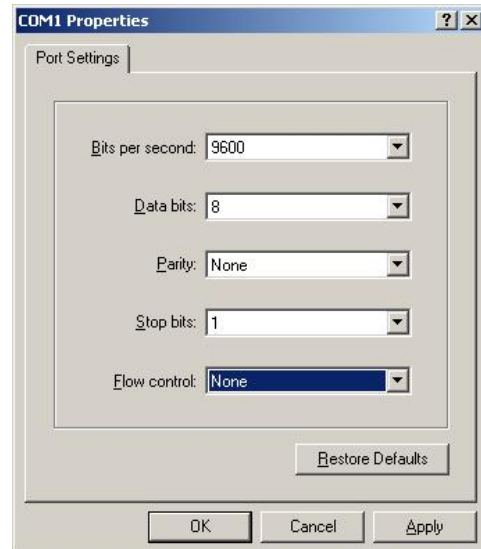 COM1 Properties
Port Settings
Bits per second: 9600
Data bits: 8
Parity: None
Stop bits: 1
Flow control: None
Restore Defaults
OK Cancel Apply